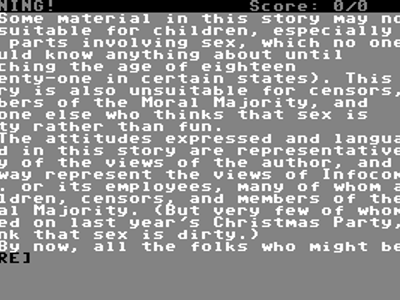 NING! Score: 0/0
Some material in this story may no
suitable for children, especially
parts involving sex, which no one
uld know anything about until
ching the age of eighteen
enty-one in certain states). This
ry is also unsuitable for censors,
bers of the Moral Majority, and
one else who thinks that sex is
ty rather than fun.
The attitudes expressed and langua
d in this story are representative
y of the views of the author, and
way represent the views of Infocom
. or its employees, many of whom a
ldren, censors, and members of the
al Majority. (But very few of whom
ed on last year's Christmas Party,
nk that sex is dirty.)
By now, all the folks who might be
RE]